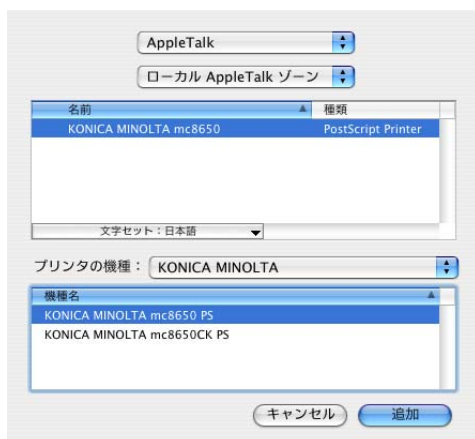 AppleTalk
ローカル AppleTalk ゾーン
名前 種類
KONICA MINOLTA mc8650 PostScript Printer
文字セット：日本語
プリンタの機種： KONICA MINOLTA
機種名
KONICA MINOLTA mc8650 PS
KONICA MINOLTA mc8650CK PS
キャンセル 追加